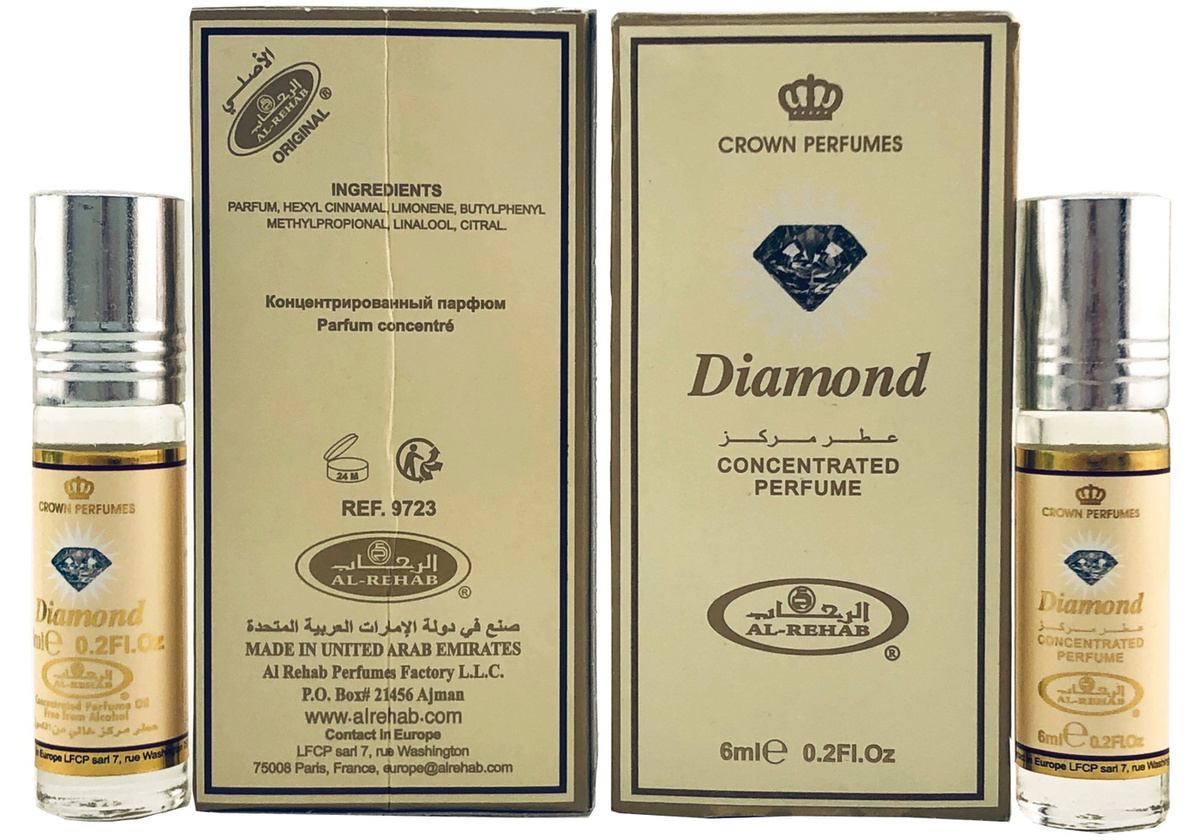 CROWN PERFUMES
Diamond
0.2Fl.Oz
AL-REHAB
Concentrated Perfume Oil
Free from Alcohol
عطر مركز خالي من
Europe LFCP sarl 7, rue Washington
الأصلي
الرحاب
AL-REHAB
®
ORIGINAL
INGREDIENTS
PARFUM, HEXYL CINNAMAL, LIMONENE, BUTYLPHENYL
METHYLPROPIONAL, LINALOOL, CITRAL.
Концентрированный парфюм
Parfum concentré
24 M
REF. 9723
الرحاب
AL-REHAB
®
صنع في دولة الإمارات العربية المتحدة
MADE IN UNITED ARAB EMIRATES
Al Rehab Perfumes Factory L.L.C.
P.O. Box# 21456 Ajman
www.alrehab.com
Contact in Europe
LFCP sarl 7, rue Washington
75008 Paris, France, europe@alrehab.com
CROWN PERFUMES
Diamond
عطر مركز
CONCENTRATED
PERFUME
الرحاب
AL-REHAB
®
6ml℮ 0.2Fl.Oz
CROWN PERFUMES
Diamond
عطر مركز
CONCENTRATED
PERFUME
الرحاب
AL-REHAB
®
6ml℮ 0.2Fl.Oz
Europe LFCP sarl 7, rue